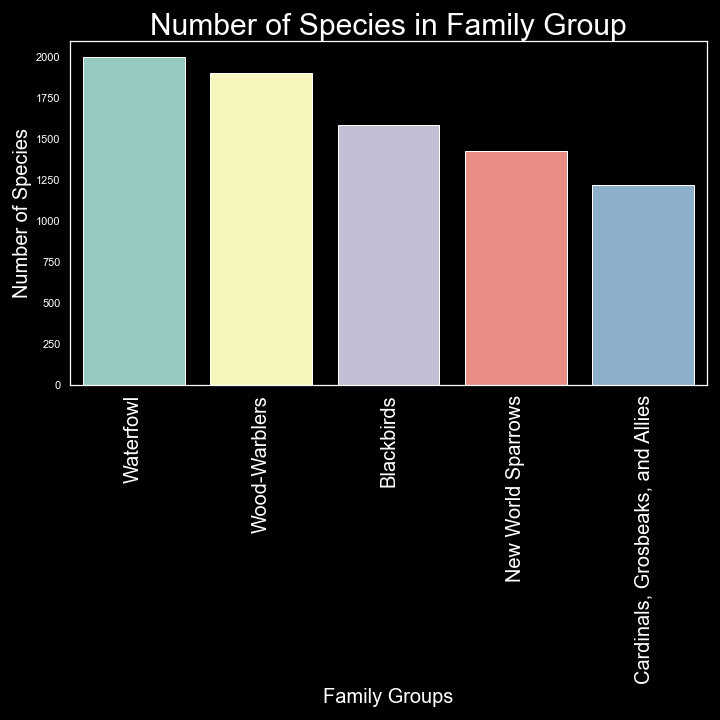 Number of Species in Family Group
Number of Species
2000
1750
1500
1250
1000
750
500
250
0
Waterfowl
Wood-Warblers
Blackbirds
New World Sparrows
Cardinals, Grosbeaks, and Allies
Family Groups